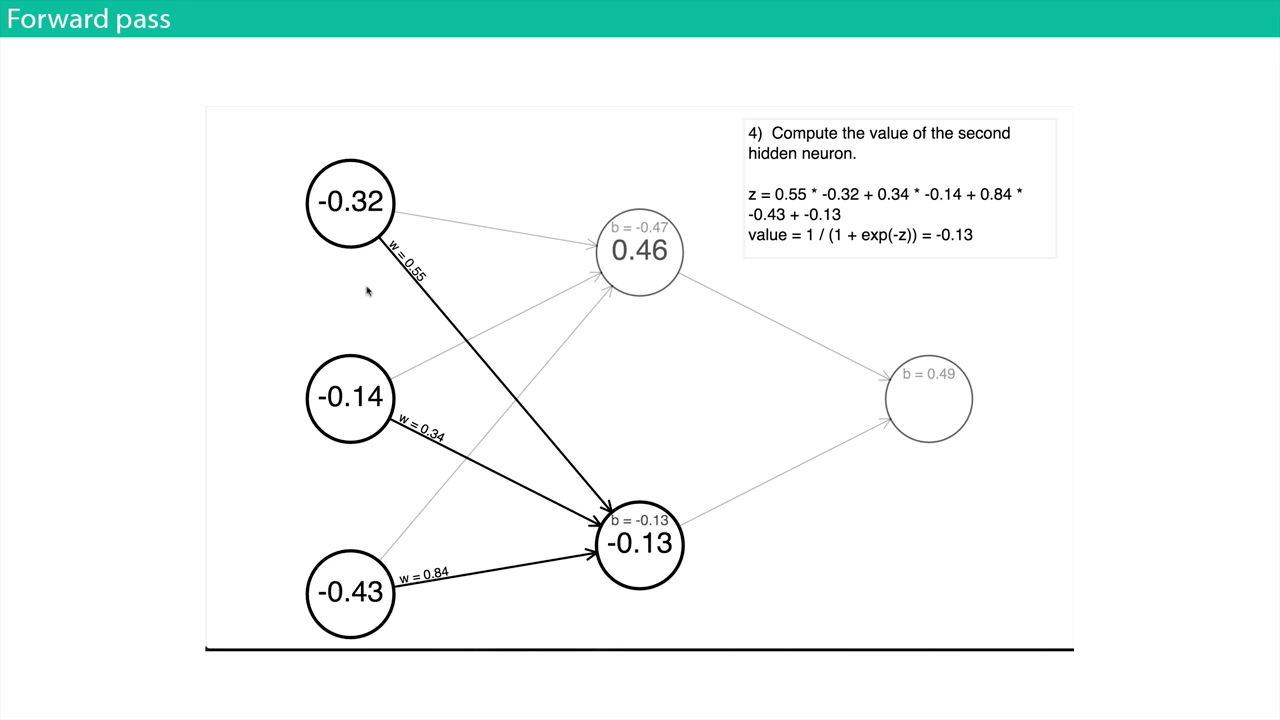 Forward pass
4)  Compute the value of the second
hidden neuron.
z = 0.55 * -0.32 + 0.34 * -0.14 + 0.84 *
-0.43 + -0.13
value = 1 / (1 + exp(-z)) = -0.13
-0.32
w = 0.55
b = -0.47
0.46
-0.14
w = 0.34
b = 0.49
b = -0.13
-0.13
-0.43
w = 0.84